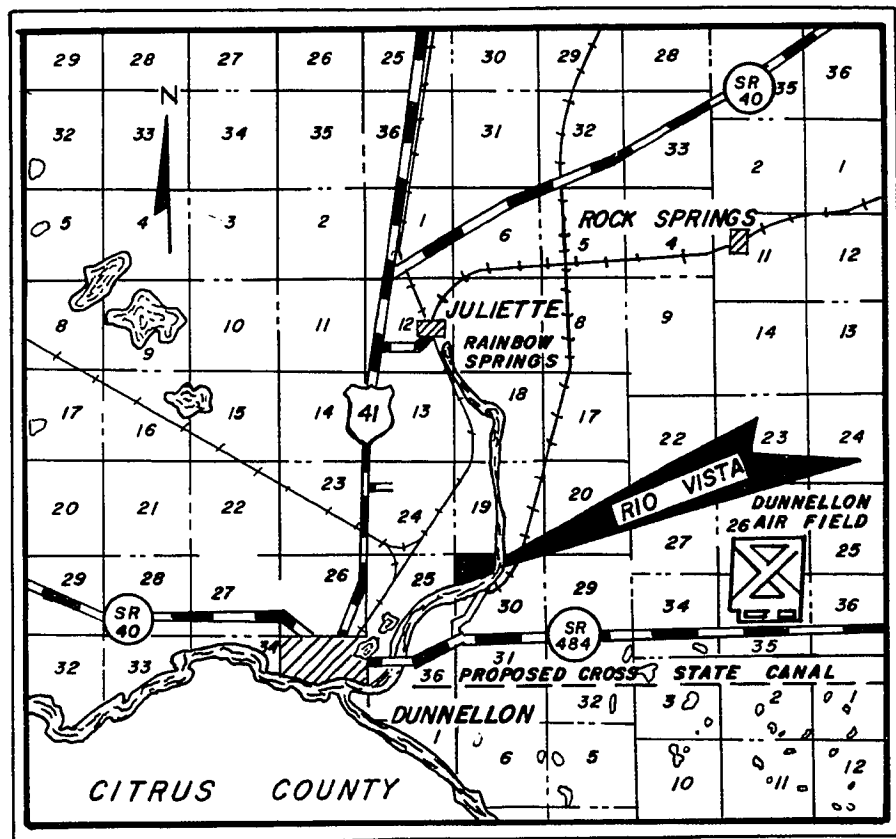 29 28 27 26 25 30 29 28
SR 40
35 36
N
32 33 34 35 36 31 32 33
2 1
5 4 3 2 1 6 5 4
ROCK SPRINGS
11 12
8 9 10 11 12
JULIETTE
8 9 14 13
RAINBOW
SPRINGS
17 16 15 14
41
13 18 17
22 23 24
RIO VISTA
20 21 22 23 24 19 20
DUNNELLON
26 AIR FIELD
27 25
29 28 27 26 25 30 29 34 36
SR
40
SR
484
32 33 34 36 31 35
PROPOSED CROSS STATE CANAL
DUNNELLON
32 3 2 1
1 6 5 10 11 12
CITRUS COUNTY